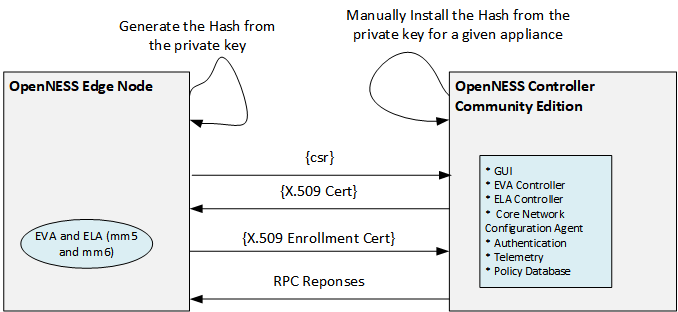 Generate the Hash from
the private key
Manually Install the Hash from the
private key for a given appliance
OpenNESS Edge Node
OpenNESS Controller
Community Edition
{csr}
{X.509 Cert}
{X.509 Enrollment Cert}
RPC Reponses
EVA and ELA (mm5
and mm6)
* GUI
* EVA Controller
* ELA Controller
* Core Network
Configuration Agent
* Authentication
* Telemetry
* Policy Database